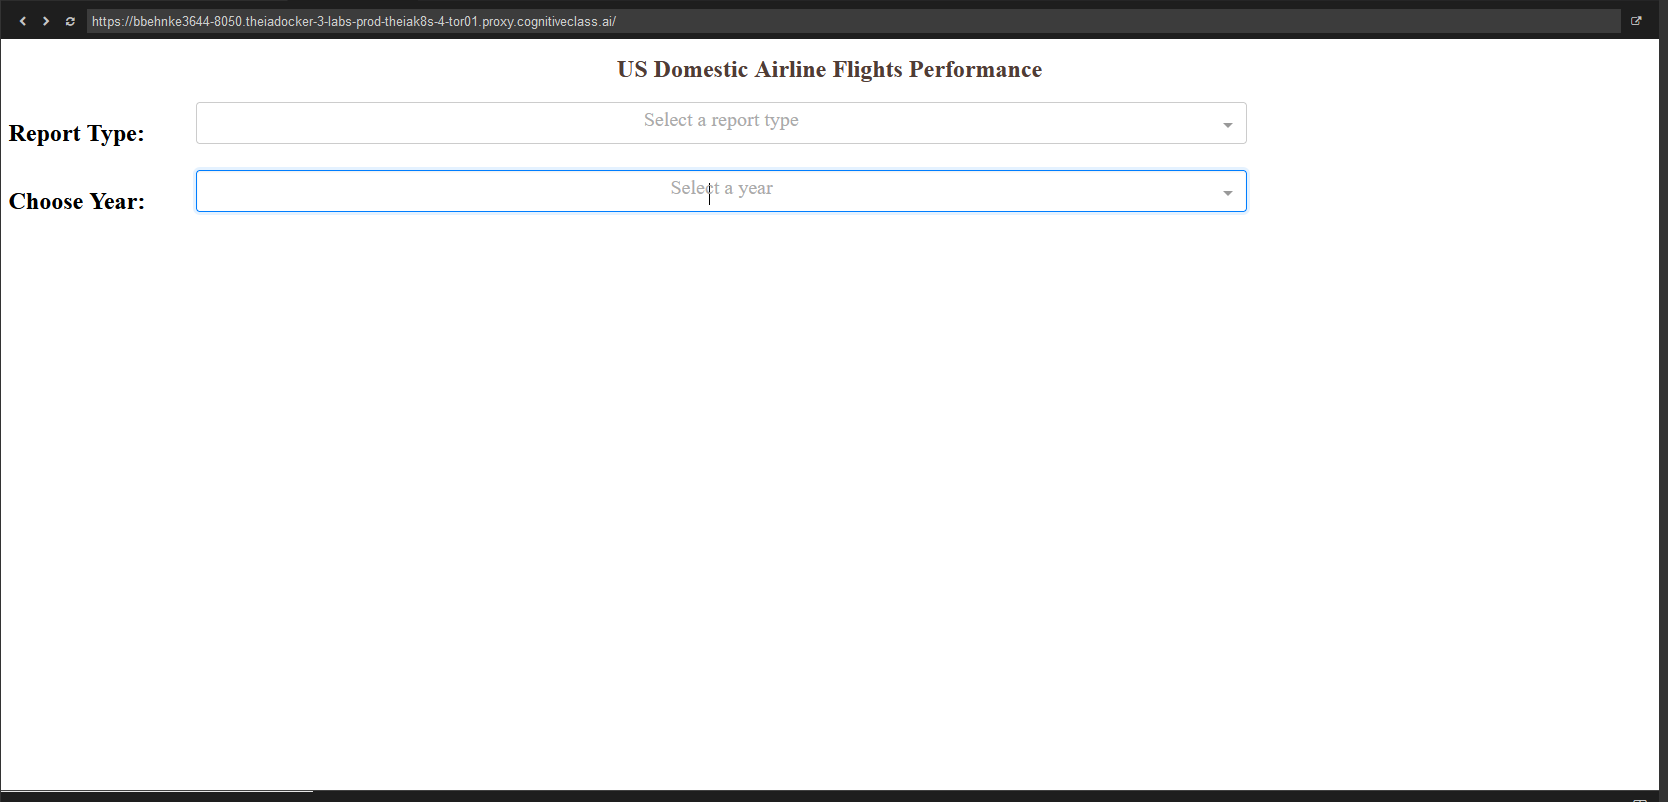 https://bbehnke3644-8050.theiadocker-3-labs-prod-theiak8s-4-tor01.proxy.cognitiveclass.ai/
US Domestic Airline Flights Performance
Report Type:
Select a report type
Choose Year:
Select a year